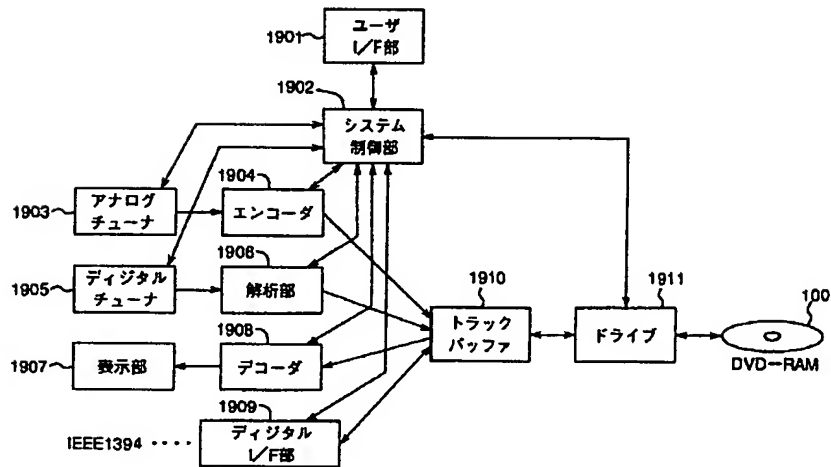 1901
ユーザ
I/F部
1902
システム
制御部
1903
アナログ
チューナ
1904
エンコーダ
1905
ディジタル
チューナ
1906
解析部
1907
表示部
1908
デコーダ
1909
ディジタル
I/F部
IEEE1394 ····
1910
トラック
バッファ
1911
ドライブ
100
DVD-RAM